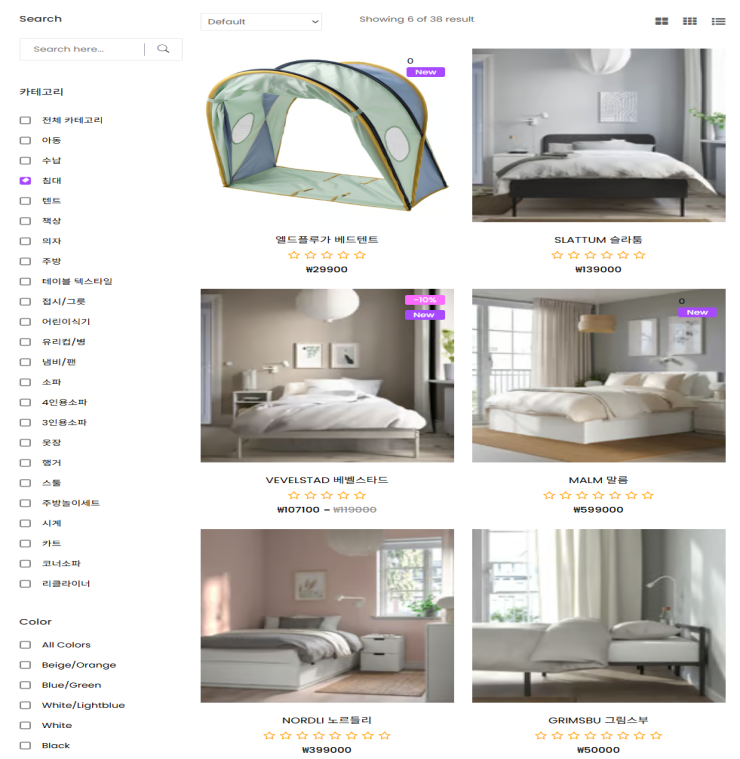 Search
Search here...
카테고리
전체 카테고리
아동
수납
침대
텐트
책상
의자
주방
테이블 텍스타일
접시/그릇
어린이식기
유리컵/병
냄비/팬
소파
4인용소파
3인용소파
옷장
행거
스툴
주방놀이세트
시계
카트
코너소파
리클라이너
Color
All Colors
Beige/Orange
Blue/Green
White/Lightblue
White
Black
Default
Showing 6 of 38 result
0
New
옐드플루가 베드텐트
₩29900
SLATTUM 슬라툼
₩139000
-10%
New
VEVELSTAD 베벨스타드
₩107100 - ₩119000
0
New
MALM 말름
₩599000
NORDLI 노르들리
₩399000
GRIMSBU 그림스부
₩50000